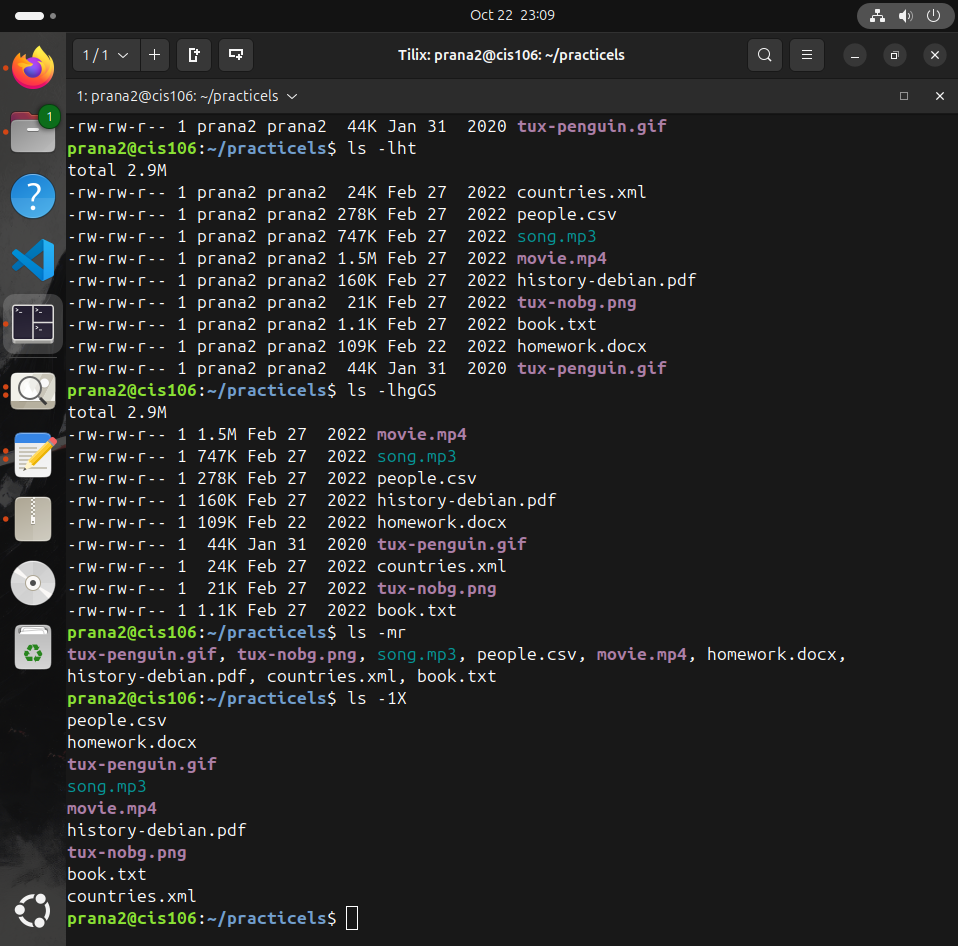 Oct 22 23:09
1 / 1
Tilix: prana2@cis106: ~/practicels
1: prana2@cis106: ~/practicels
1
-rw-rw-r-- 1 prana2 prana2  44K Jan 31  2020 tux-penguin.gif
prana2@cis106:~/practicels$ ls -lht
total 2.9M
-rw-rw-r-- 1 prana2 prana2  24K Feb 27  2022 countries.xml
-rw-rw-r-- 1 prana2 prana2 278K Feb 27  2022 people.csv
-rw-rw-r-- 1 prana2 prana2 747K Feb 27  2022 song.mp3
-rw-rw-r-- 1 prana2 prana2 1.5M Feb 27  2022 movie.mp4
-rw-rw-r-- 1 prana2 prana2 160K Feb 27  2022 history-debian.pdf
-rw-rw-r-- 1 prana2 prana2  21K Feb 27  2022 tux-nobg.png
-rw-rw-r-- 1 prana2 prana2 1.1K Feb 27  2022 book.txt
-rw-rw-r-- 1 prana2 prana2 109K Feb 22  2022 homework.docx
-rw-rw-r-- 1 prana2 prana2  44K Jan 31  2020 tux-penguin.gif
prana2@cis106:~/practicels$ ls -lhgGS
total 2.9M
-rw-rw-r-- 1 1.5M Feb 27  2022 movie.mp4
-rw-rw-r-- 1 747K Feb 27  2022 song.mp3
-rw-rw-r-- 1 278K Feb 27  2022 people.csv
-rw-rw-r-- 1 160K Feb 27  2022 history-debian.pdf
-rw-rw-r-- 1 109K Feb 22  2022 homework.docx
-rw-rw-r-- 1  44K Jan 31  2020 tux-penguin.gif
-rw-rw-r-- 1  24K Feb 27  2022 countries.xml
-rw-rw-r-- 1  21K Feb 27  2022 tux-nobg.png
-rw-rw-r-- 1 1.1K Feb 27  2022 book.txt
prana2@cis106:~/practicels$ ls -mr
tux-penguin.gif, tux-nobg.png, song.mp3, people.csv, movie.mp4, homework.docx,
history-debian.pdf, countries.xml, book.txt
prana2@cis106:~/practicels$ ls -1X
people.csv
homework.docx
tux-penguin.gif
song.mp3
movie.mp4
history-debian.pdf
tux-nobg.png
book.txt
countries.xml
prana2@cis106:~/practicels$